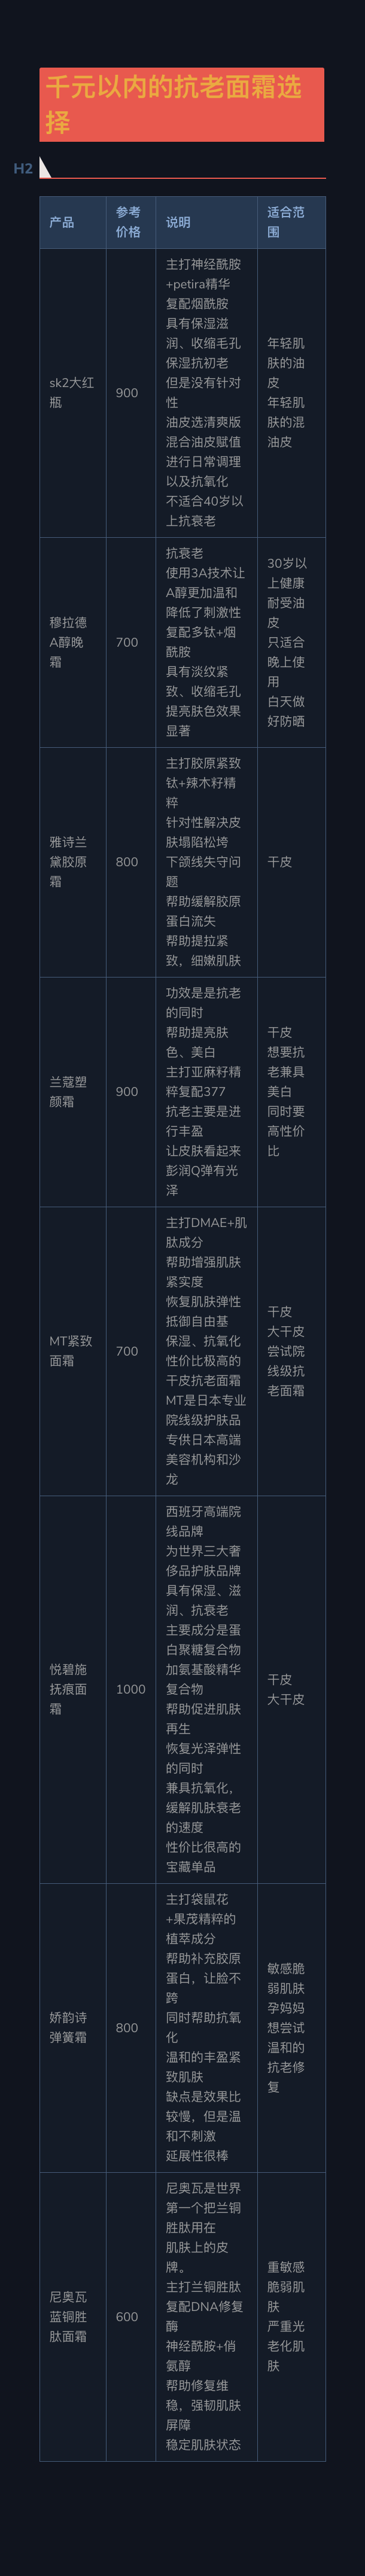 千元以内的抗老面霜选
择
H2
产品
参考
价格
说明
适合范
围
sk2大红
瓶
900
主打神经酰胺
+petira精华
复配烟酰胺
具有保湿滋
润、收缩毛孔
保湿抗初老
但是没有针对
性
油皮选清爽版
混合油皮赋值
进行日常调理
以及抗氧化
不适合40岁以
上抗衰老
年轻肌
肤的油
皮
年轻肌
肤的混
油皮
穆拉德
A醇晚
霜
700
抗衰老
使用3A技术让
A醇更加温和
降低了刺激性
复配多钛+烟
酰胺
具有淡纹紧
致、收缩毛孔
提亮肤色效果
显著
30岁以
上健康
耐受油
皮
只适合
晚上使
用
白天做
好防晒
雅诗兰
黛胶原
霜
800
主打胶原紧致
钛+辣木籽精
粹
针对性解决皮
肤塌陷松垮
下颌线失守问
题
帮助缓解胶原
蛋白流失
帮助提拉紧
致，细嫩肌肤
干皮
兰蔻塑
颜霜
900
功效是是抗老
的同时
帮助提亮肤
色、美白
主打亚麻籽精
粹复配377
抗老主要是进
行丰盈
让皮肤看起来
彭润Q弹有光
泽
干皮
想要抗
老兼具
美白
同时要
高性价
比
MT紧致
面霜
700
主打DMAE+肌
肽成分
帮助增强肌肤
紧实度
恢复肌肤弹性
抵御自由基
保湿、抗氧化
性价比极高的
干皮抗老面霜
MT是日本专业
院线级护肤品
专供日本高端
美容机构和沙
龙
干皮
大干皮
尝试院
线级抗
老面霜
悦碧施
抚痕面
霜
1000
西班牙高端院
线品牌
为世界三大奢
侈品护肤品牌
具有保湿、滋
润、抗衰老
主要成分是蛋
白聚糖复合物
加氨基酸精华
复合物
帮助促进肌肤
再生
恢复光泽弹性
的同时
兼具抗氧化，
缓解肌肤衰老
的速度
性价比很高的
宝藏单品
干皮
大干皮
娇韵诗
弹簧霜
800
主打袋鼠花
+果茂精粹的
植萃成分
帮助补充胶原
蛋白，让脸不
跨
同时帮助抗氧
化
温和的丰盈紧
致肌肤
缺点是效果比
较慢，但是温
和不刺激
延展性很棒
敏感脆
弱肌肤
孕妈妈
想尝试
温和的
抗老修
复
尼奥瓦
蓝铜胜
肽面霜
600
尼奥瓦是世界
第一个把兰铜
胜肽用在
肌肤上的皮
牌。
主打兰铜胜肽
复配DNA修复
酶
神经酰胺+俏
氨醇
帮助修复维
稳，强韧肌肤
屏障
稳定肌肤状态
重敏感
脆弱肌
肤
严重光
老化肌
肤